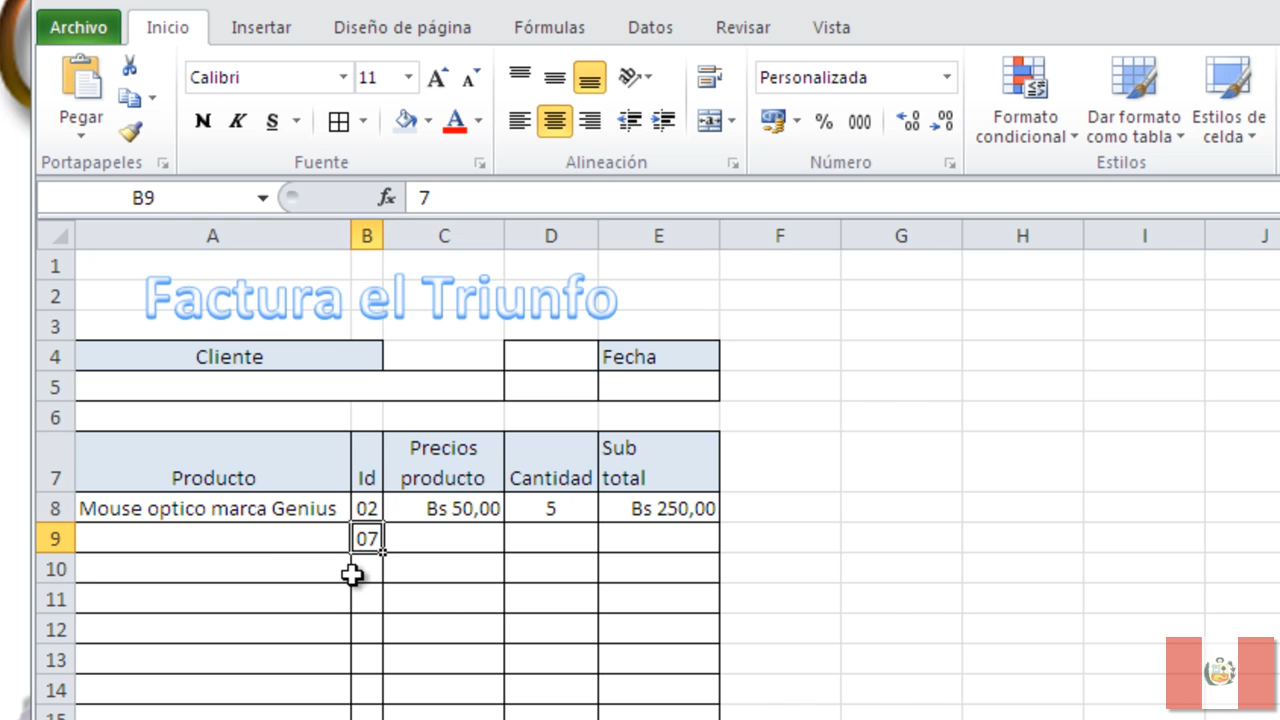 Archivo Inicio Insertar Diseño de página Fórmulas Datos Revisar Vista
Calibri 11 A A Personalizada
Pegar
N K S A % 000
Formato condicional
Dar formato como tabla
Estilos de celda
Portapapeles Fuente Alineación Número Estilos
B9 fx 7
A B C D E F G H I J
1
2 Factura el Triunfo
3
4 Cliente Fecha
5
6
7 Producto Id Precios producto Cantidad Sub total
8 Mouse optico marca Genius 02 Bs 50,00 5 Bs 250,00
9 07
10
11
12
13
14
15